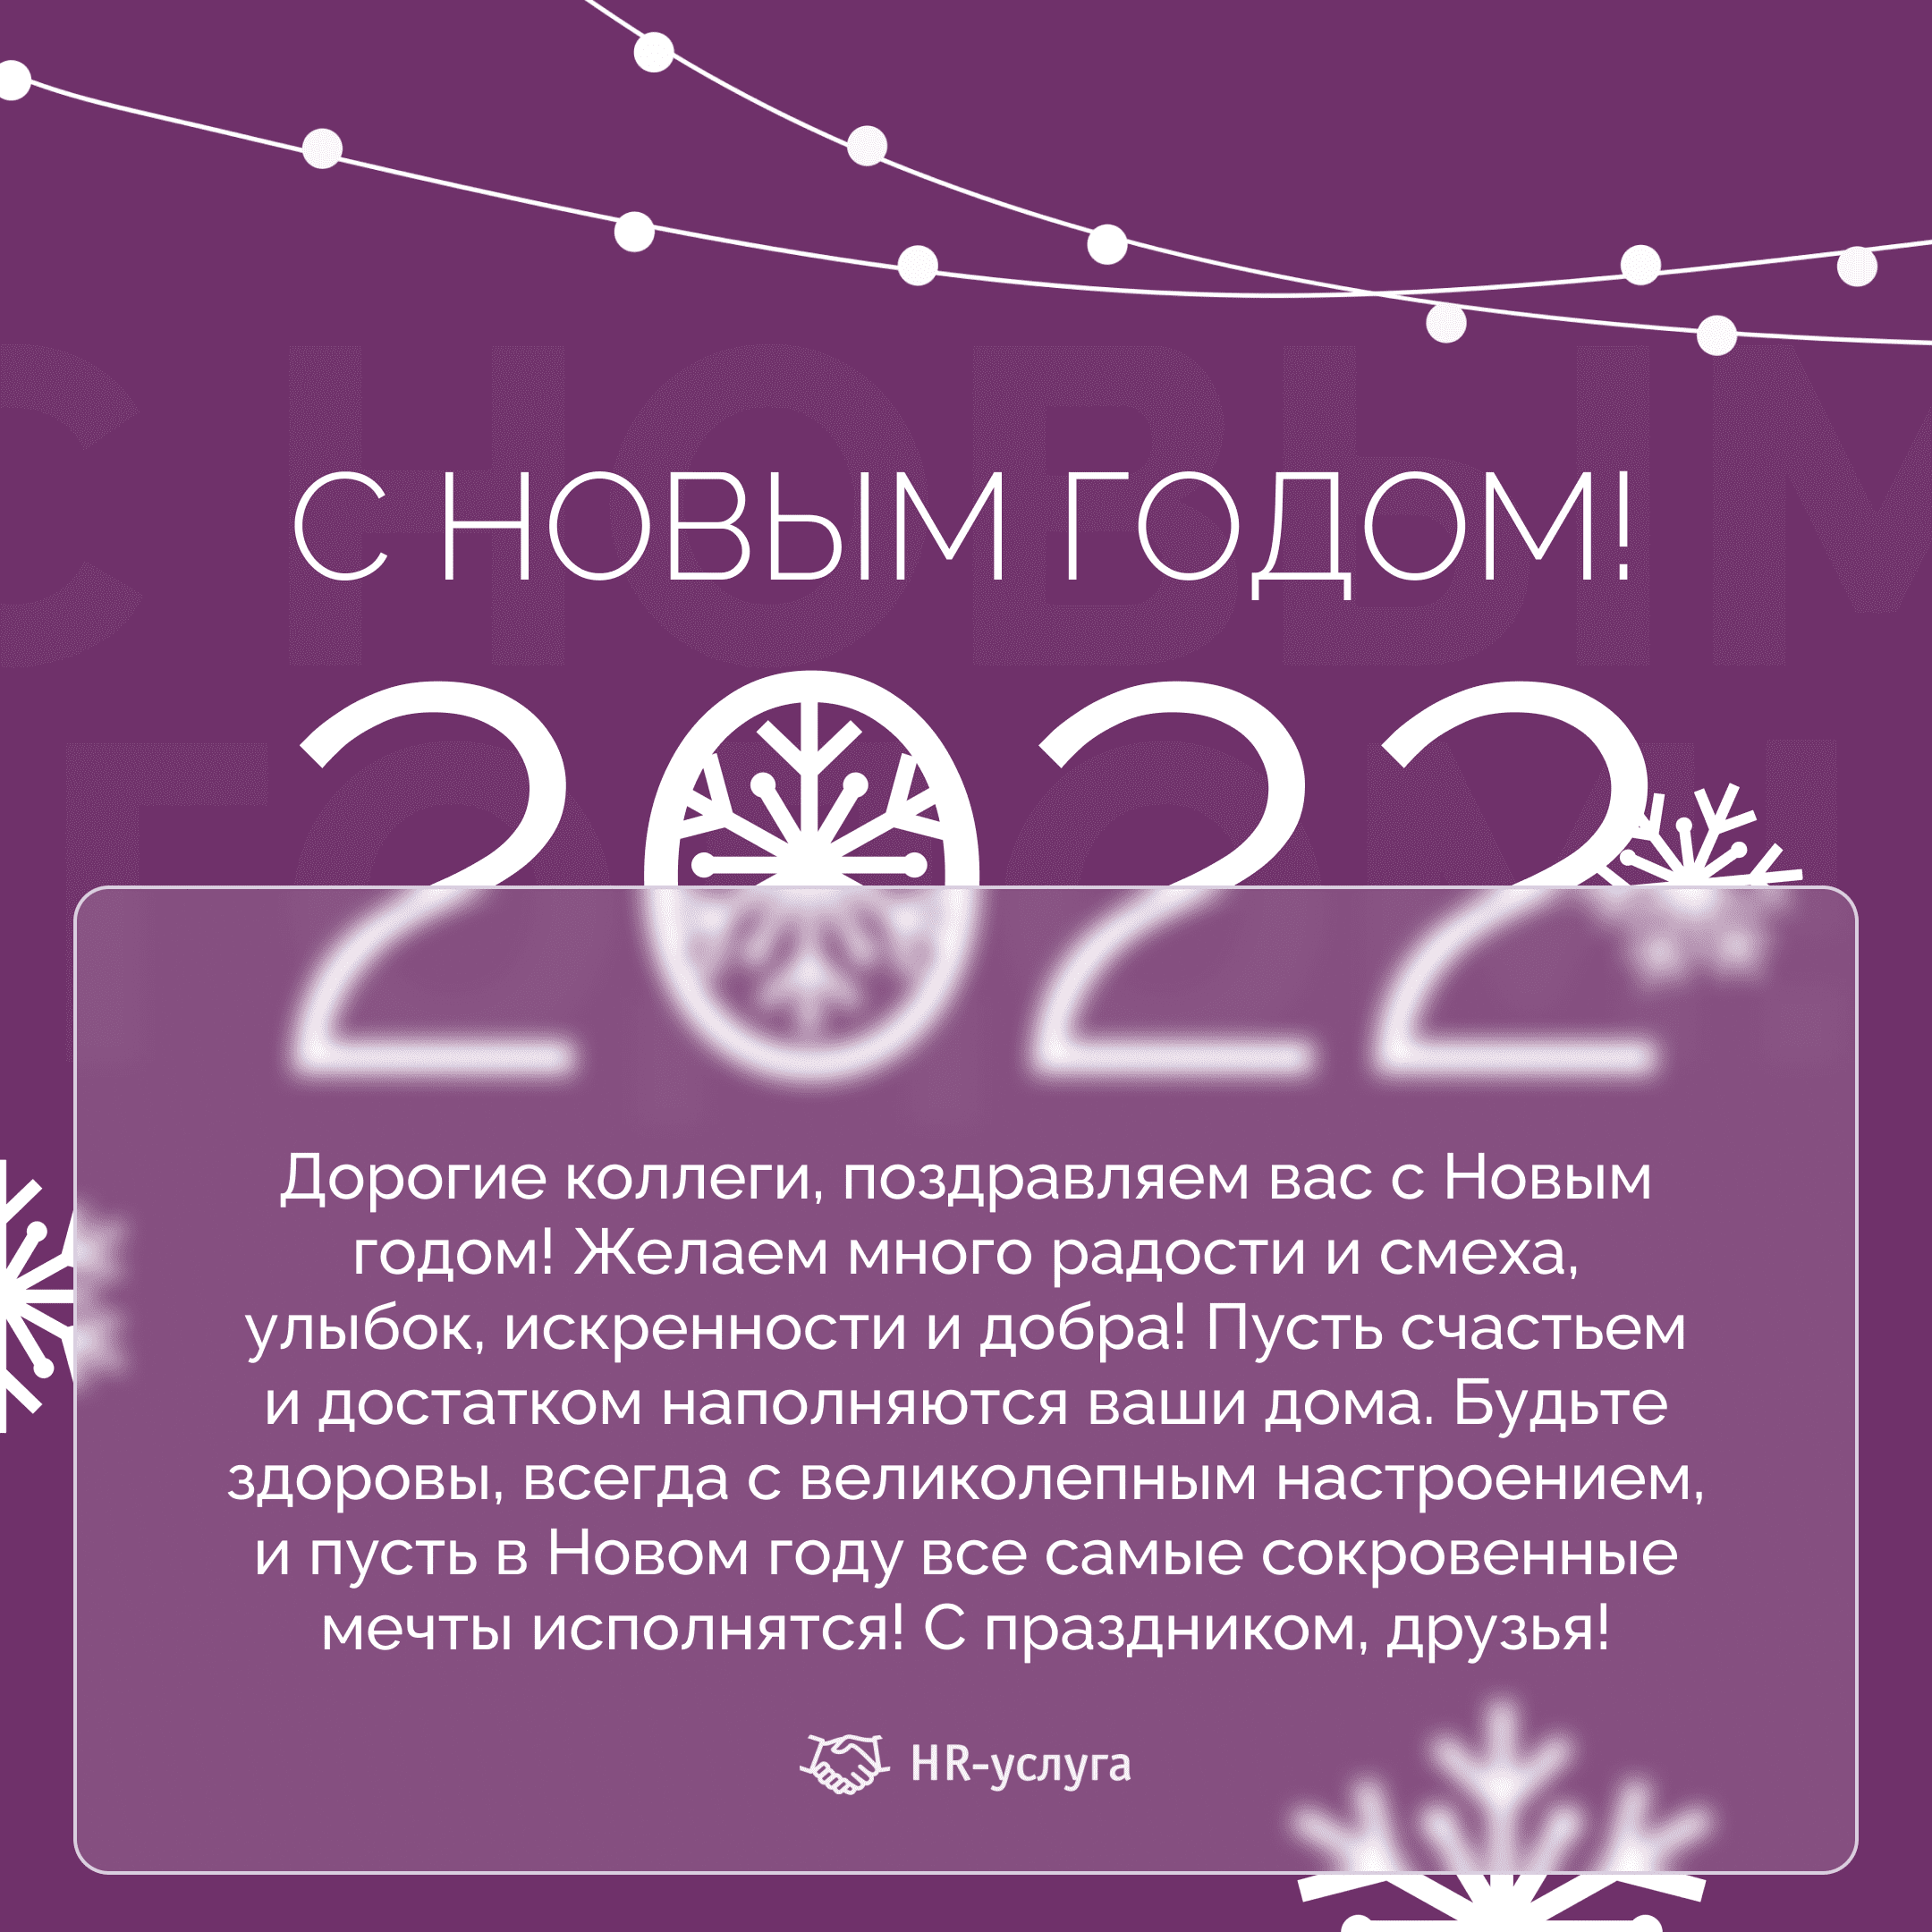 С НОВЫМ
С НОВЫМ ГОДОМ!
2022
Дорогие коллеги, поздравляем вас с Новым
годом! Желаем много радости и смеха,
улыбок, искренности и добра! Пусть счастьем
и достатком наполняются ваши дома. Будьте
здоровы, всегда с великолепным настроением,
и пусть в Новом году все самые сокровенные
мечты исполнятся! С праздником, друзья!
HR-услуга